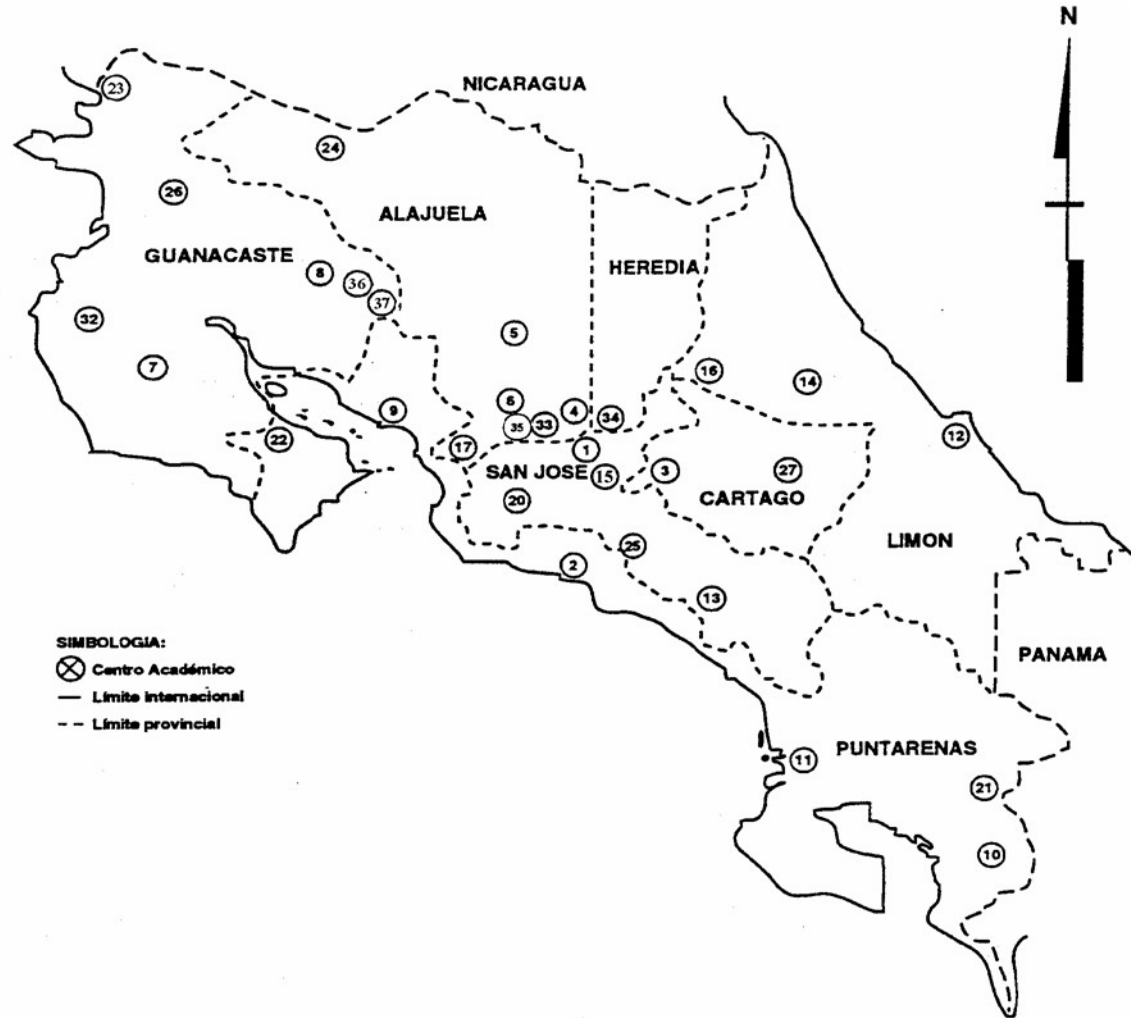 N
NICARAGUA
23
24
26
ALAJUELA
GUANACASTE
HEREDIA
8
36
37
32
5
7
16
14
6
9
4
34
35
33
12
22
17
1
SAN JOSE
15
3
27
20
CARTAGO
25
LIMON
2
13
PANAMA
SIMBOLOGIA:
Centro Académico
Límite internacional
Límite provincial
PUNTARENAS
11
21
10